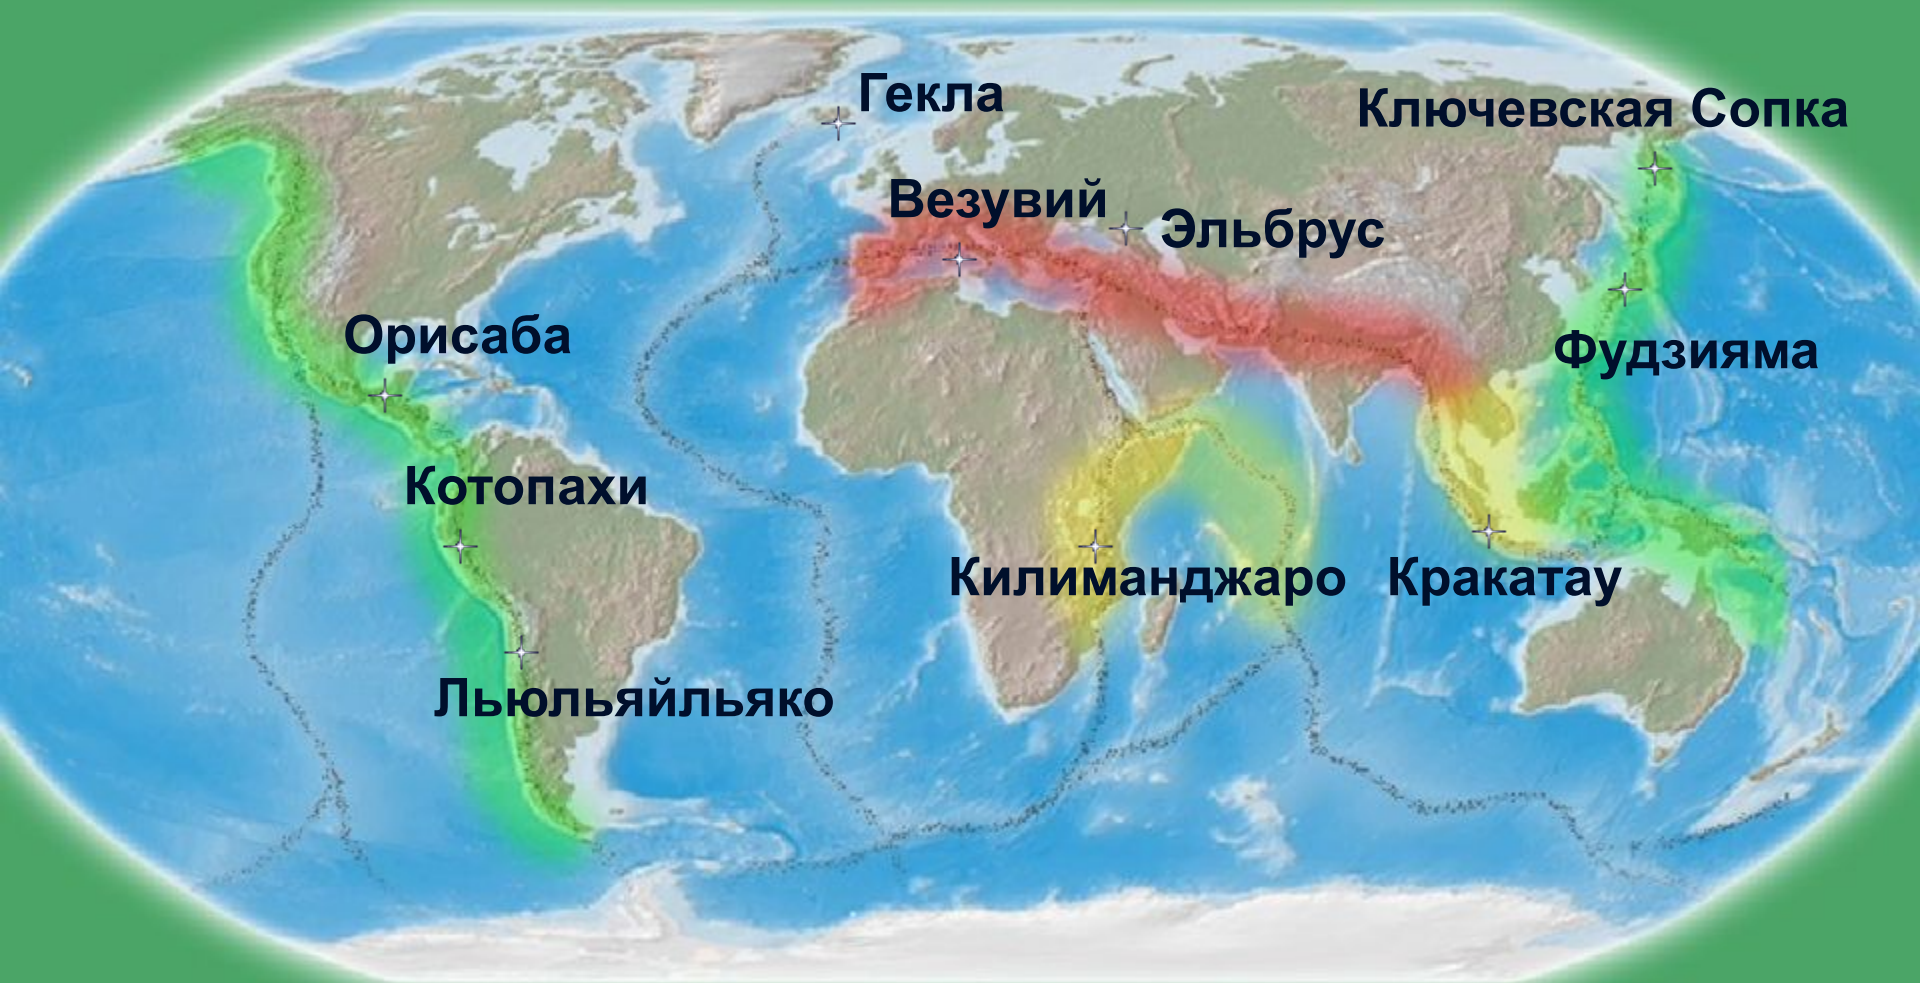 Гекла
Ключевская Сопка
Везувий
Эльбрус
Орисаба
Фудзияма
Котопахи
Килиманджаро
Кракатау
Льюльяйльяко